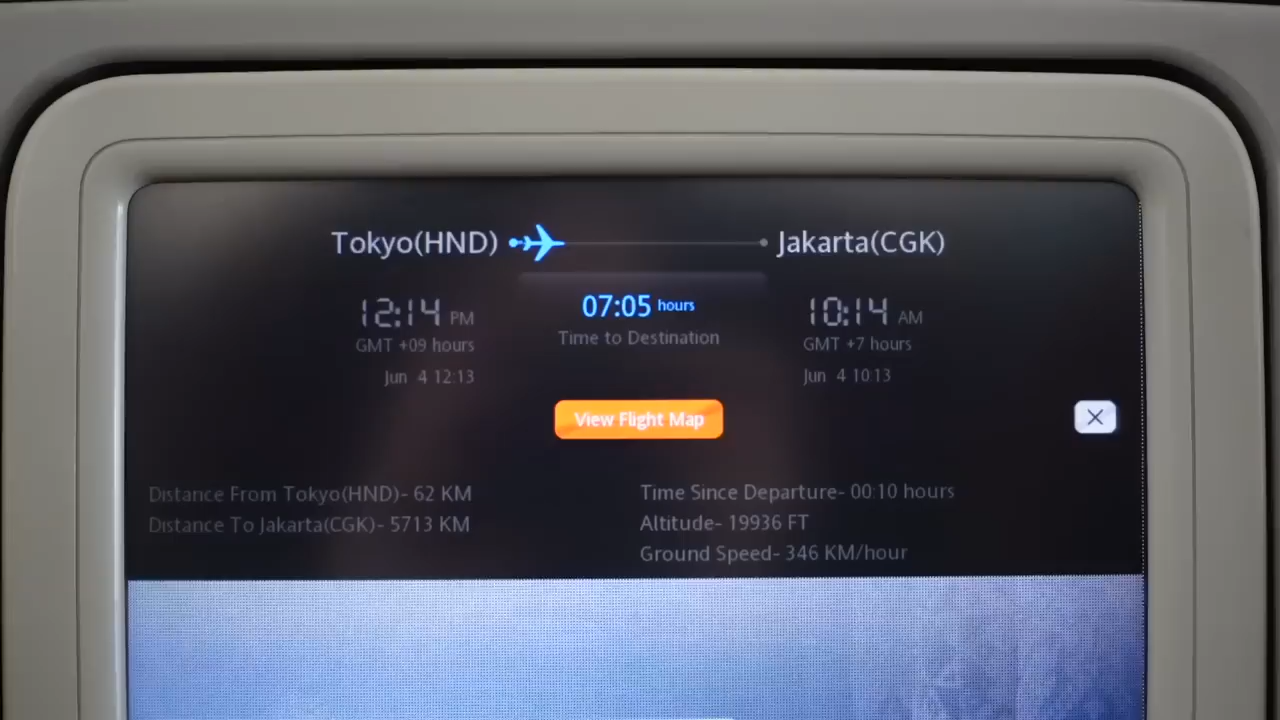 Tokyo(HND) Jakarta(CGK)
12:14 PM 07:05 hours 10:14 AM
GMT +09 hours Time to Destination GMT +7 hours
Jun 4 12:13 Jun 4 10:13
View Flight Map
Distance From Tokyo(HND)- 62 KM
Distance To Jakarta(CGK)- 5713 KM
Time Since Departure- 00:10 hours
Altitude- 19936 FT
Ground Speed- 346 KM/hour